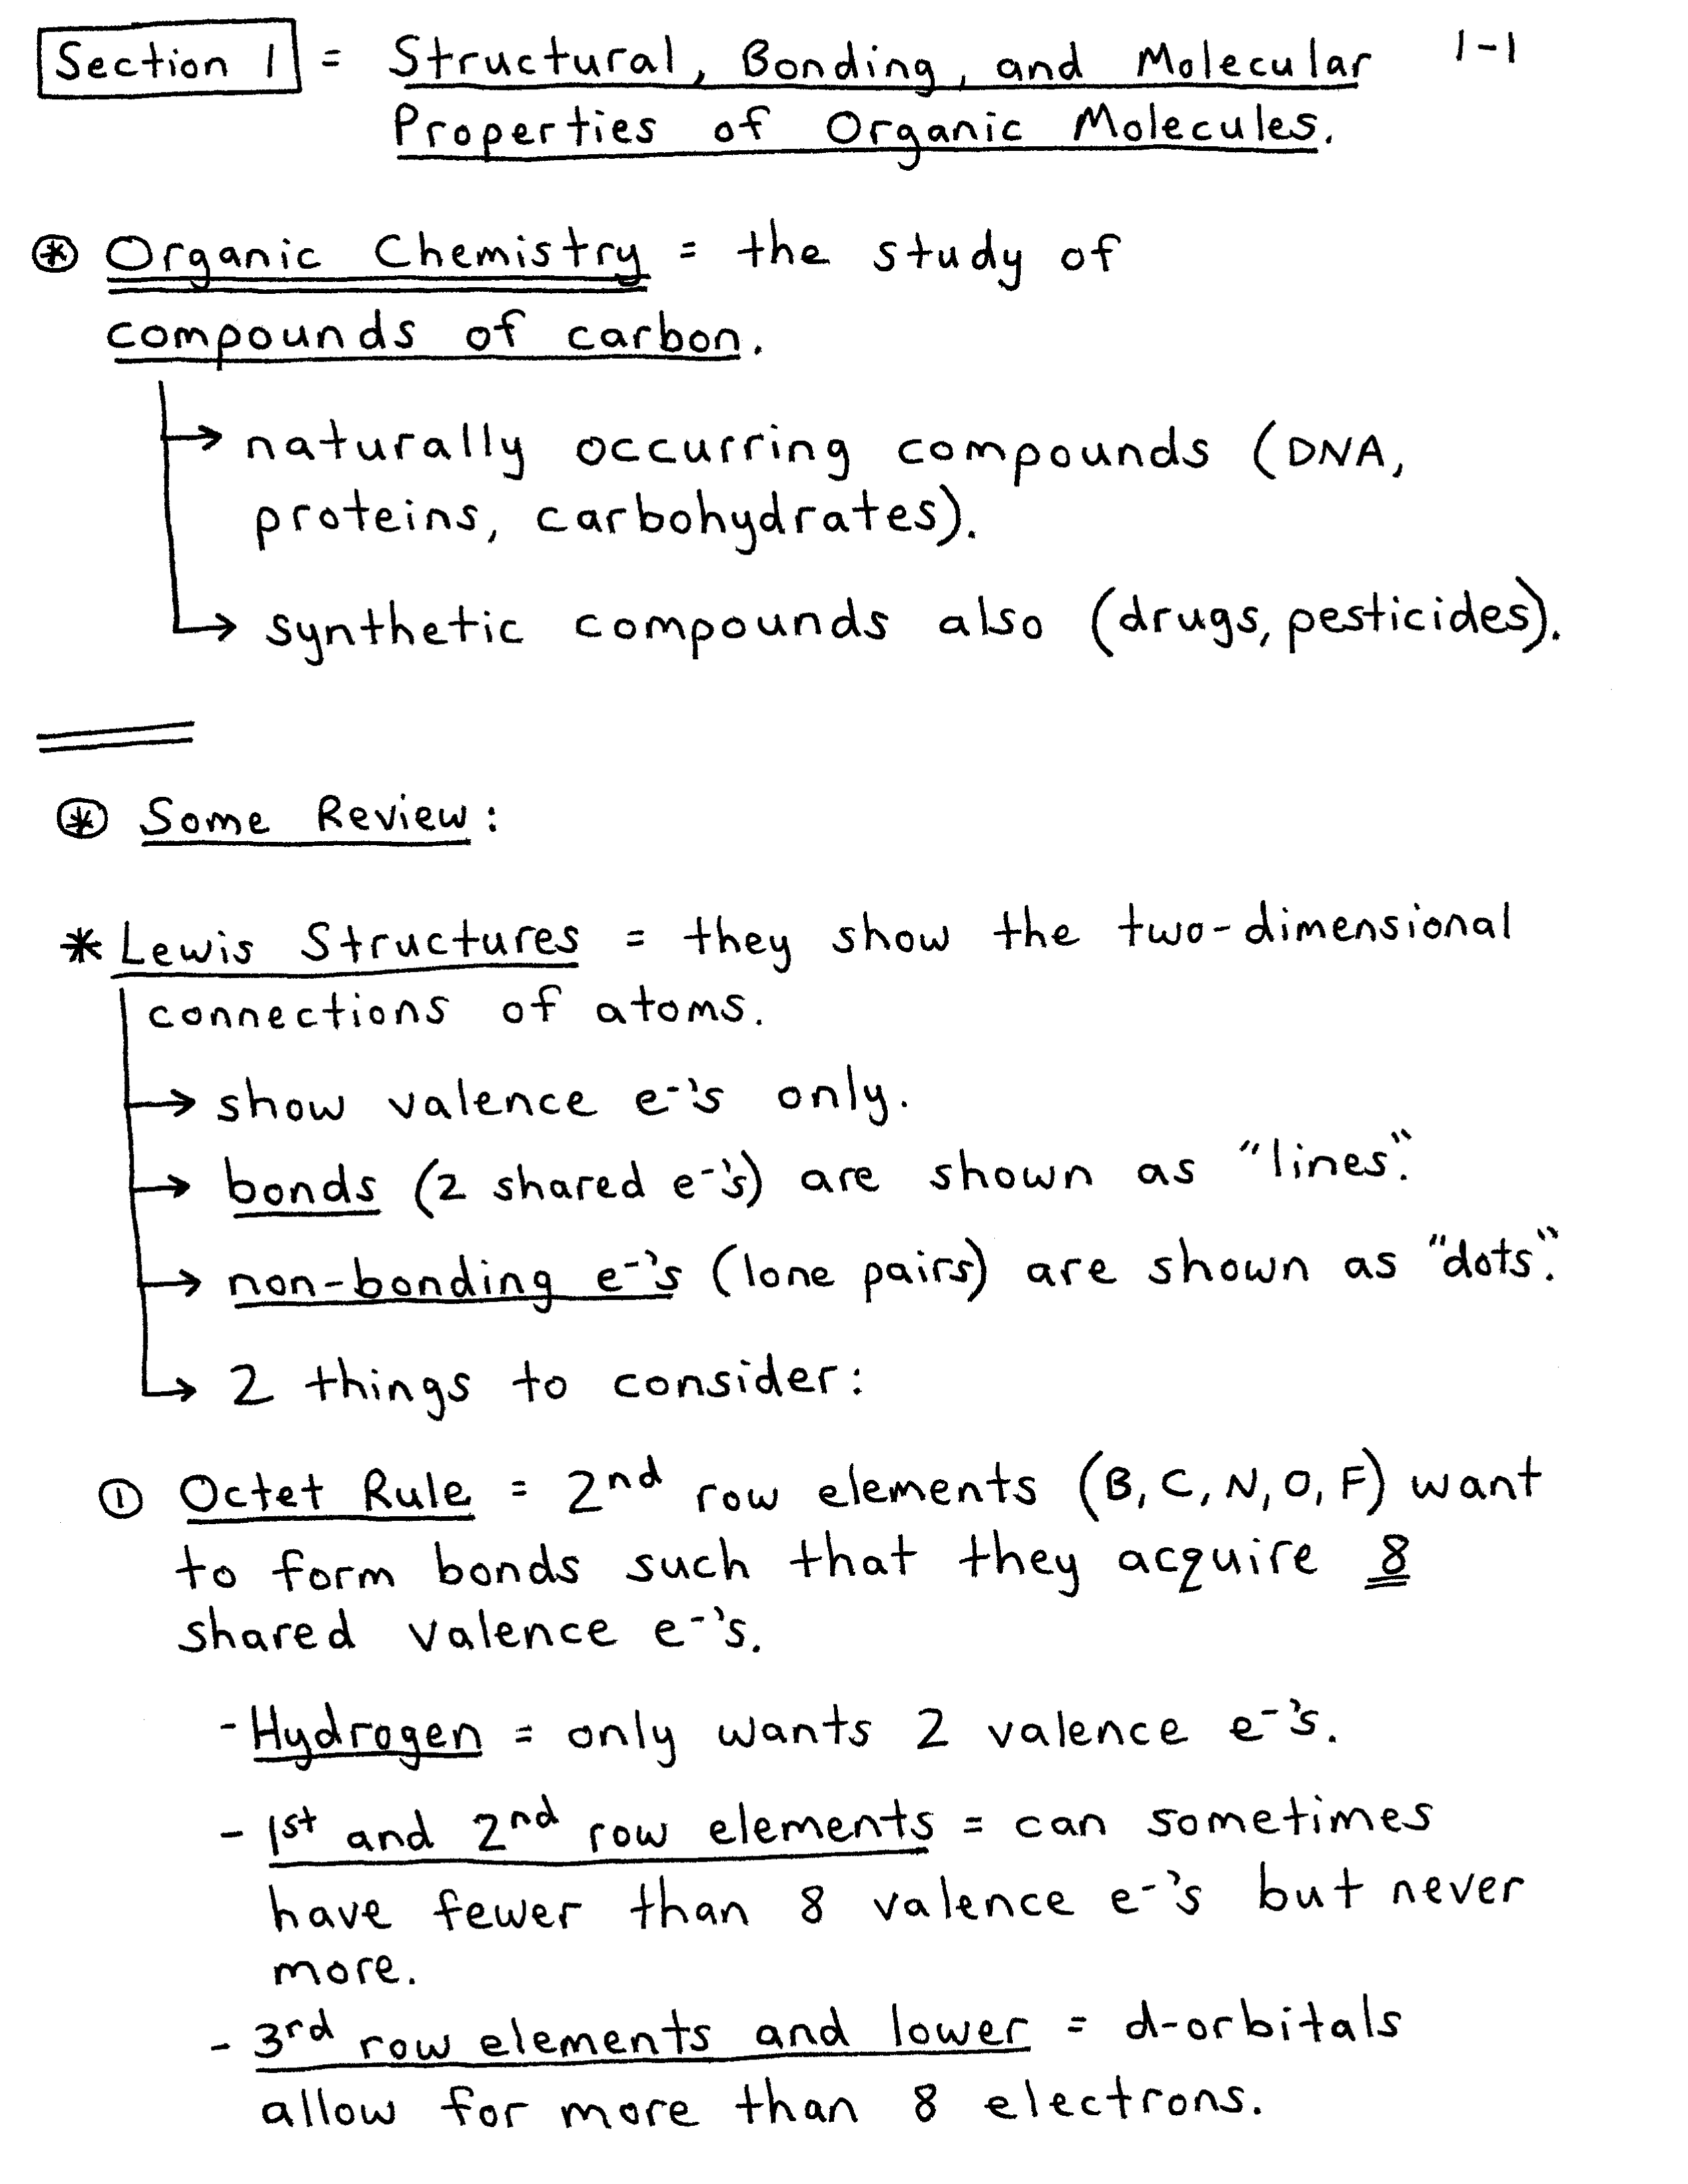 Section 1 = Structural, Bonding, and Molecular 1-1
Properties of Organic Molecules.
⊛ Organic Chemistry = the study of
compounds of carbon.
→ naturally occurring compounds (DNA,
proteins, carbohydrates).
→ synthetic compounds also (drugs, pesticides).
⊛ Some Review:
* Lewis Structures = they show the two-dimensional
connections of atoms.
→ show valence e⁻'s only.
→ bonds (2 shared e⁻'s) are shown as "lines".
→ non-bonding e⁻'s (lone pairs) are shown as "dots".
→ 2 things to consider:
① Octet Rule = 2nd row elements (B, C, N, O, F) want
to form bonds such that they acquire 8
shared valence e⁻'s.
- Hydrogen = only wants 2 valence e⁻'s.
- 1st and 2nd row elements = can sometimes
have fewer than 8 valence e⁻'s but never
more.
- 3rd row elements and lower = d-orbitals
allow for more than 8 electrons.